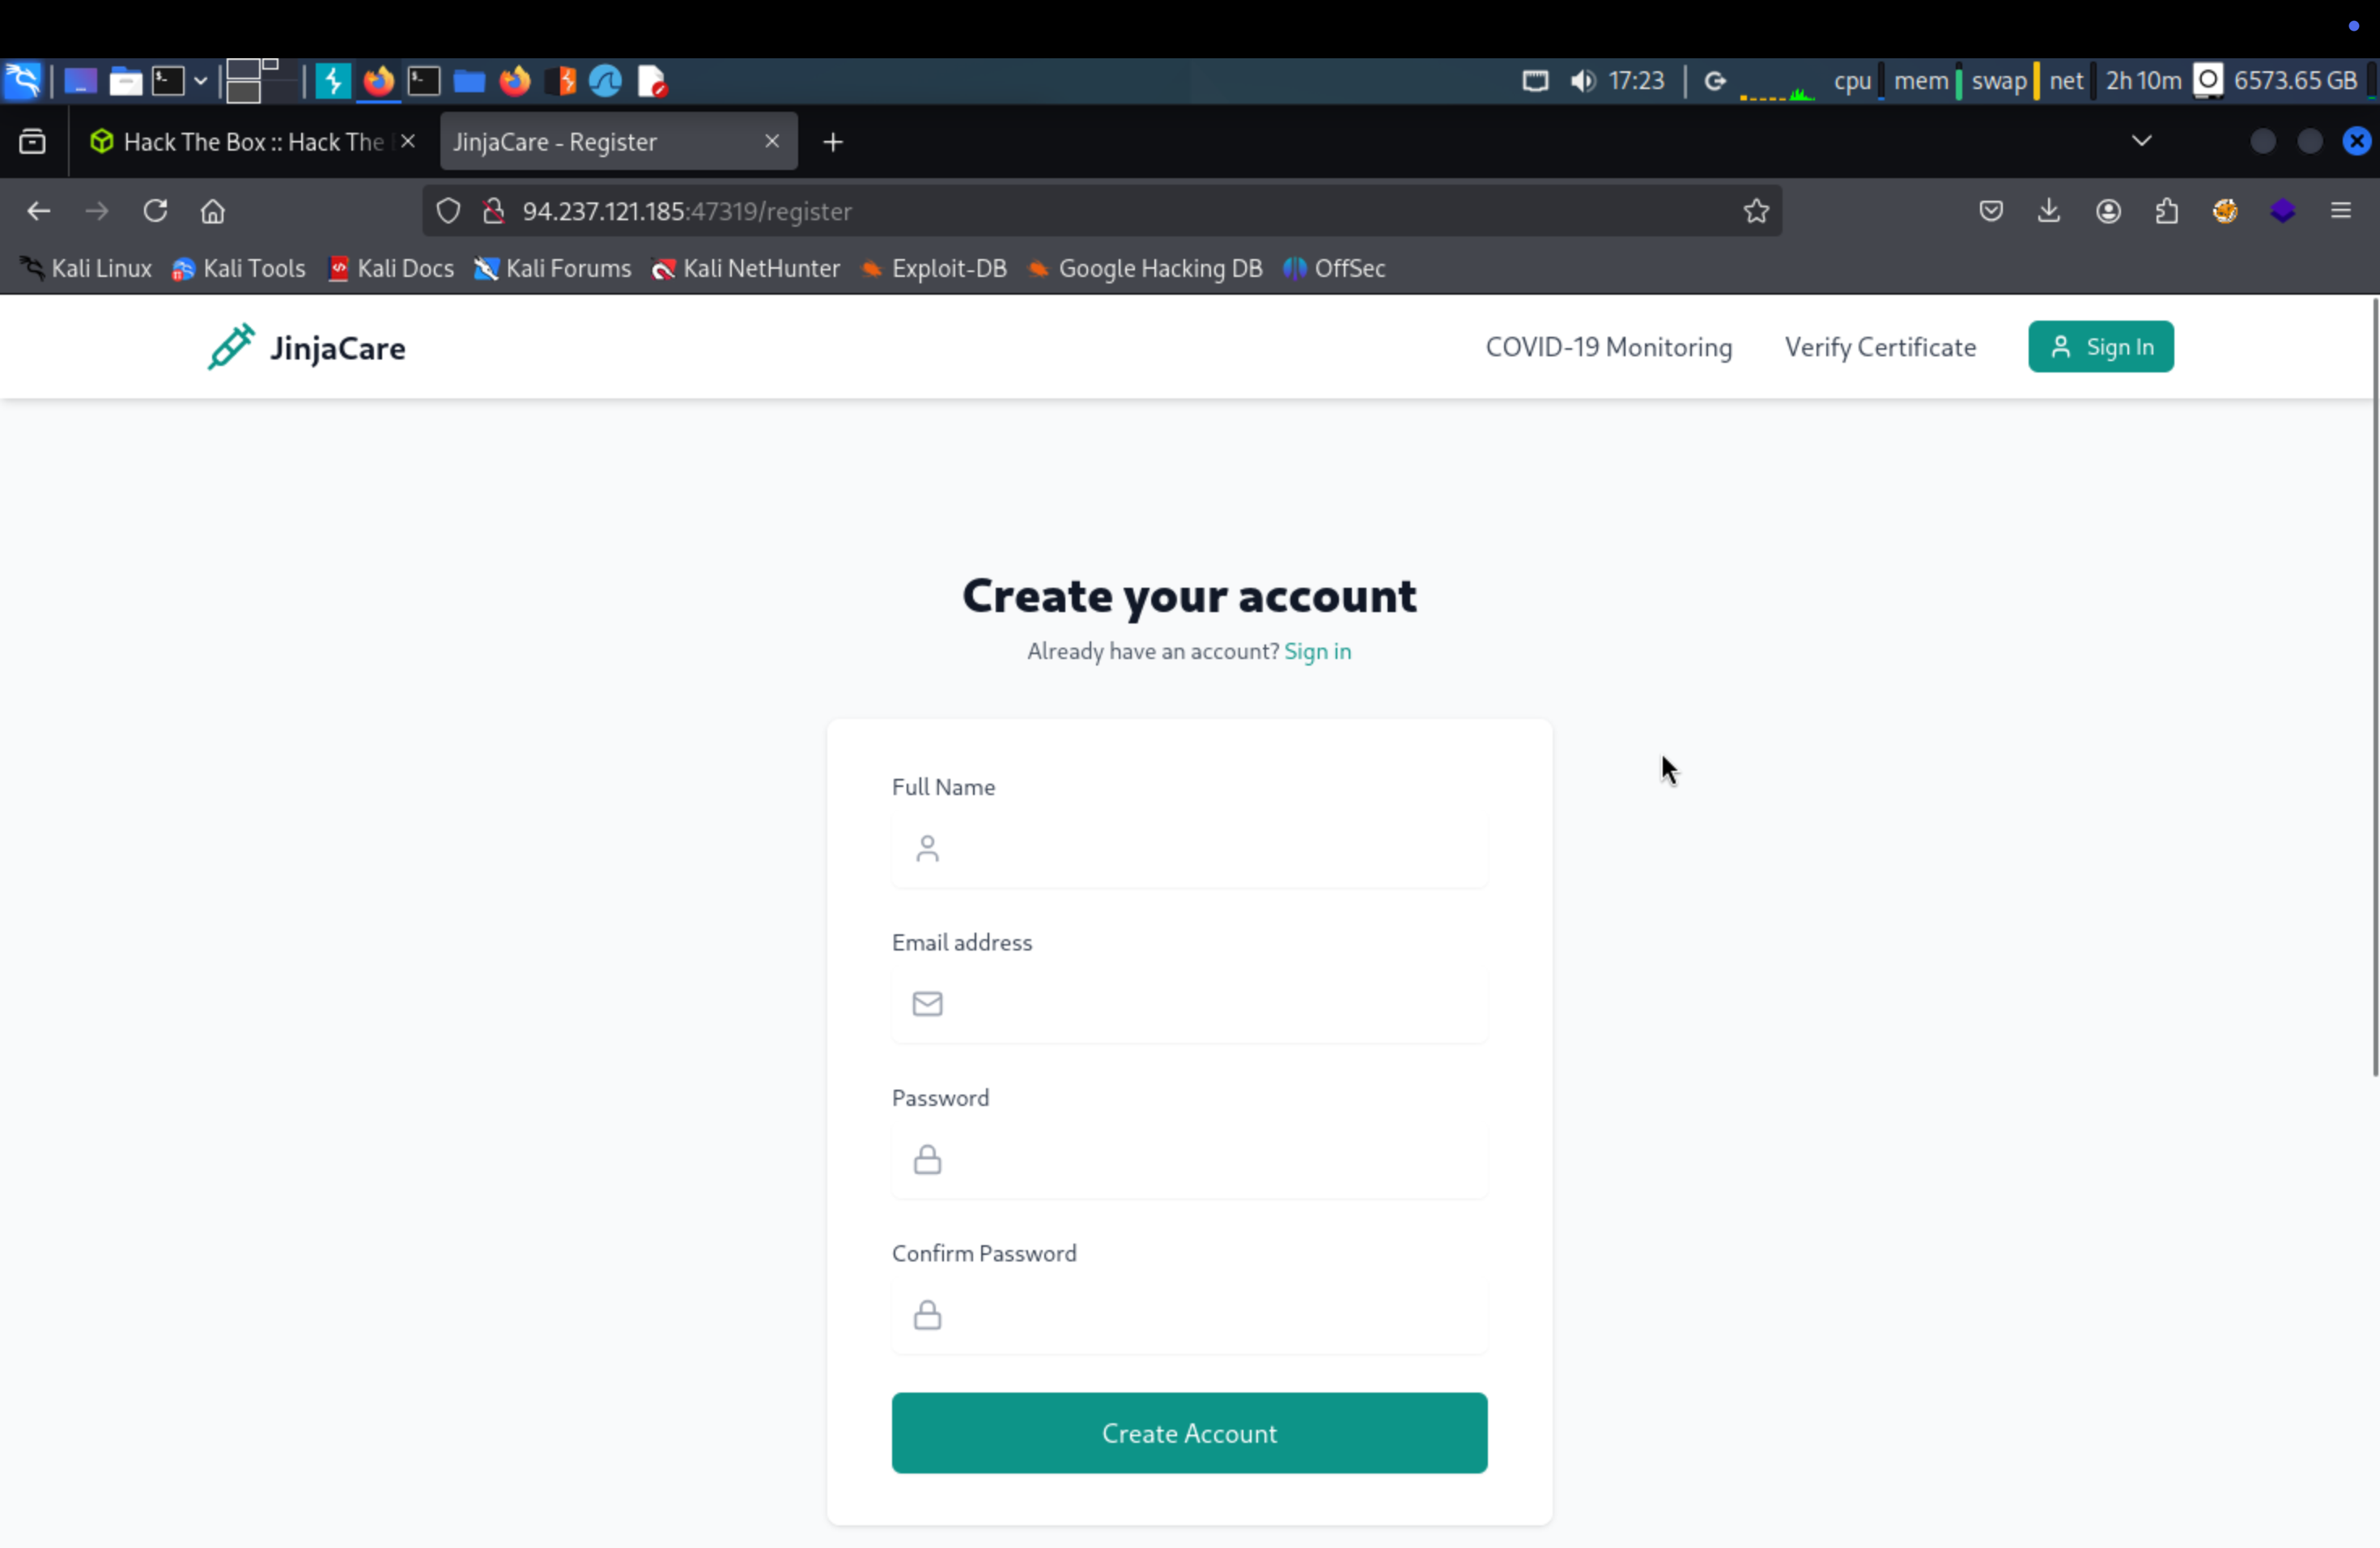 17:23 cpu mem swap net 2h 10m 6573.65 GB
Hack The Box :: Hack The JinjaCare - Register
94.237.121.185:47319/register
Kali Linux Kali Tools Kali Docs Kali Forums Kali NetHunter Exploit-DB Google Hacking DB OffSec
JinjaCare COVID-19 Monitoring Verify Certificate Sign In
Create your account
Already have an account? Sign in
Full Name
Email address
Password
Confirm Password
Create Account